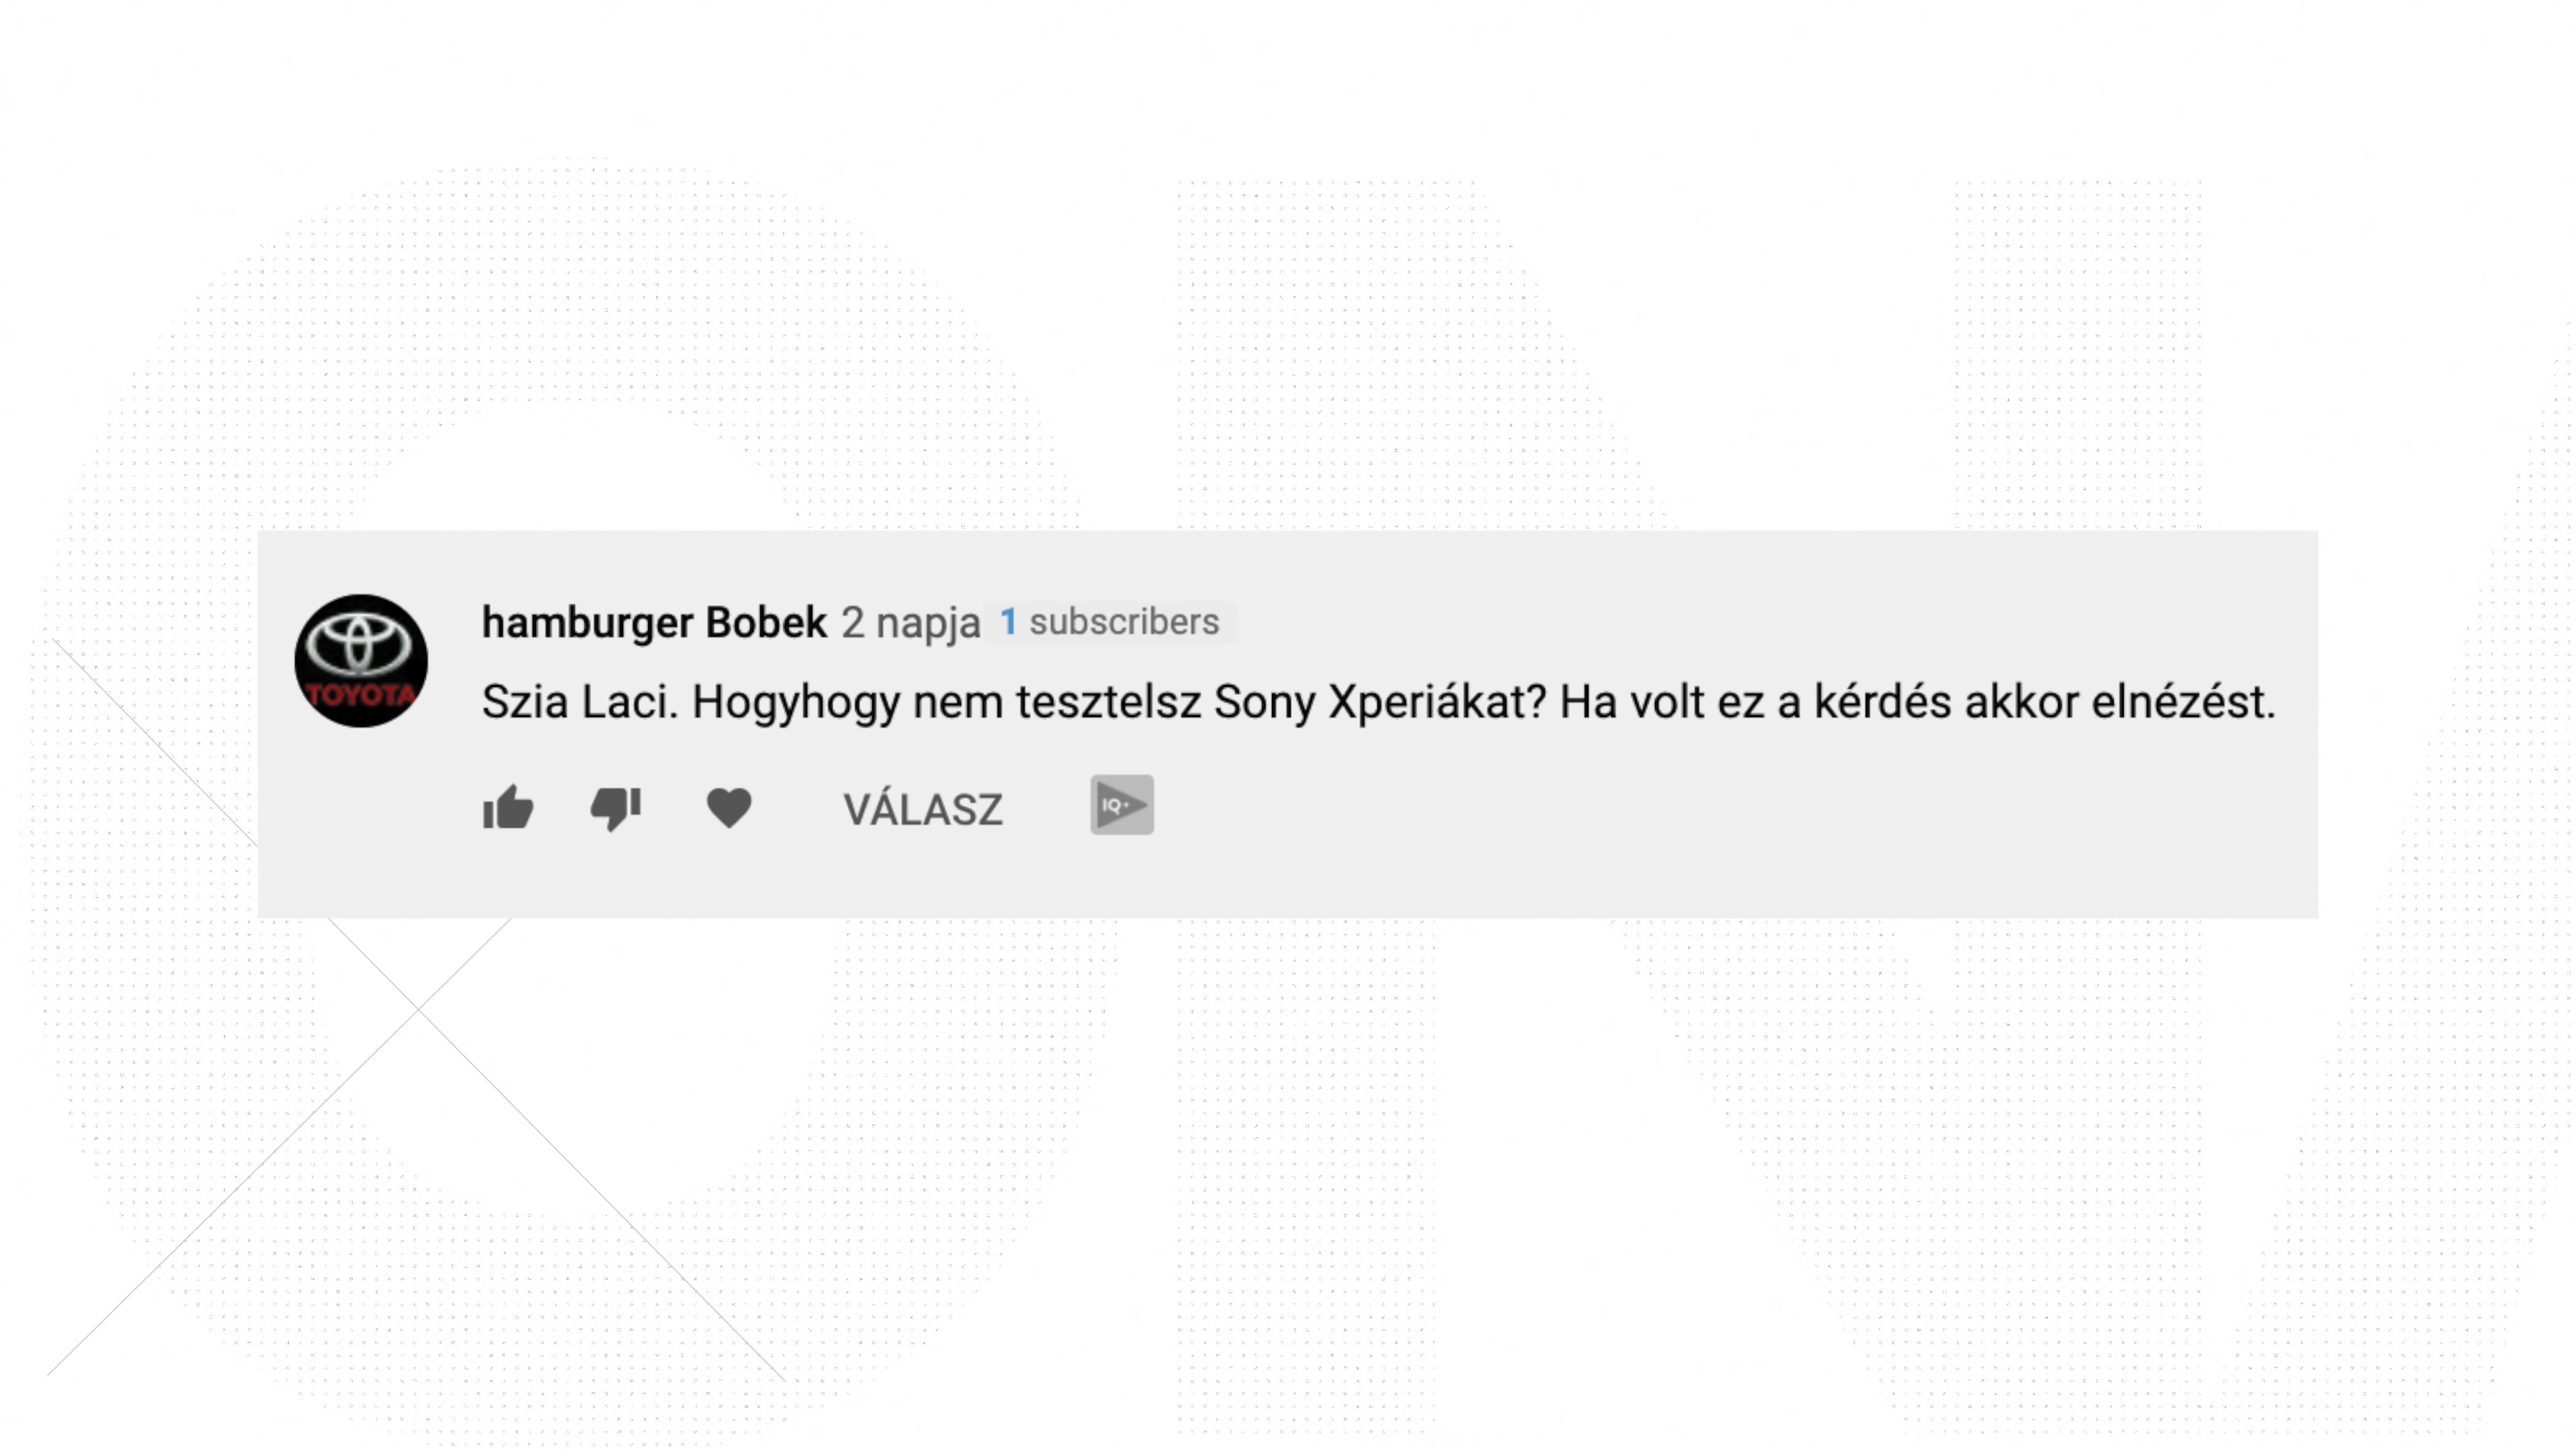 hamburger Bobek 2 napja 1 subscribers
TOYOTA
Szia Laci. Hogyhogy nem tesztelsz Sony Xperiákat? Ha volt ez a kérdés akkor elnézést.
VÁLASZ IQ+